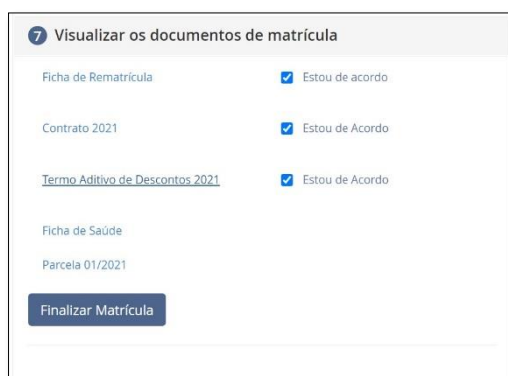 7 Visualizar os documentos de matrícula
Ficha de Rematrícula Estou de acordo
Contrato 2021 Estou de Acordo
Termo Aditivo de Descontos 2021 Estou de Acordo
Ficha de Saúde
Parcela 01/2021
Finalizar Matrícula